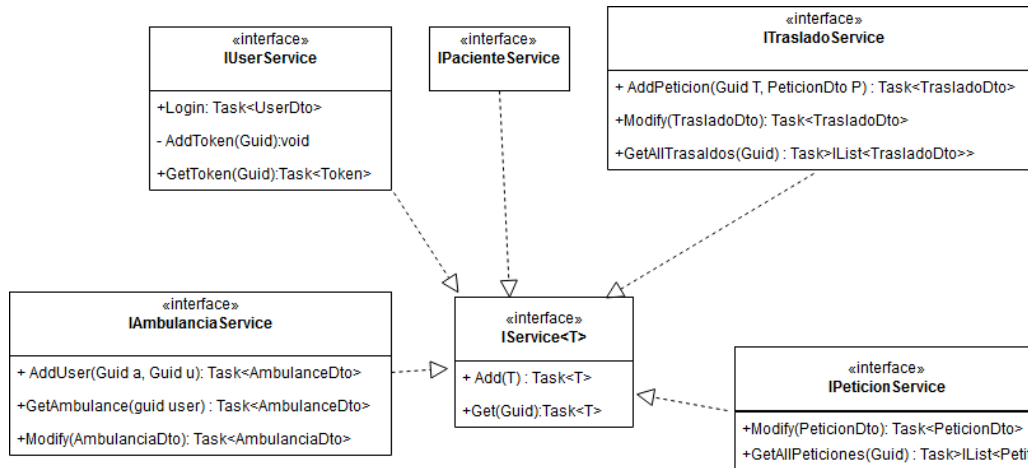 «interface»
IUserService
+Login: Task<UserDto>
- AddToken(Guid):void
+GetToken(Guid):Task<Token>
«interface»
IPacienteService
«interface»
ITrasladoService
+ AddPeticion(Guid T, PeticionDto P) : Task<TrasladoDto>
+Modify(TrasladoDto): Task<TrasladoDto>
+GetAllTrasaldos(Guid) : Task>IList<TrasladoDto>>
«interface»
IAmbulanciaService
+ AddUser(Guid a, Guid u): Task<AmbulanceDto>
+GetAmbulance(guid user) : Task<AmbulanceDto>
+Modify(AmbulanciaDto): Task<AmbulanciaDto>
«interface»
IService<T>
+ Add(T) : Task<T>
+Get(Guid):Task<T>
«interface»
IPeticionService
+Modify(PeticionDto): Task<PeticionDto>
+GetAllPeticiones(Guid) : Task>IList<Petit